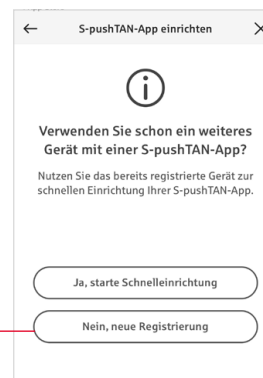 S-pushTAN-App einrichten
Verwenden Sie schon ein weiteres
Gerät mit einer S-pushTAN-App?
Nutzen Sie das bereits registrierte Gerät zur
schnellen Einrichtung Ihrer S-pushTAN-App.
Ja, starte Schnelleinrichtung
Nein, neue Registrierung